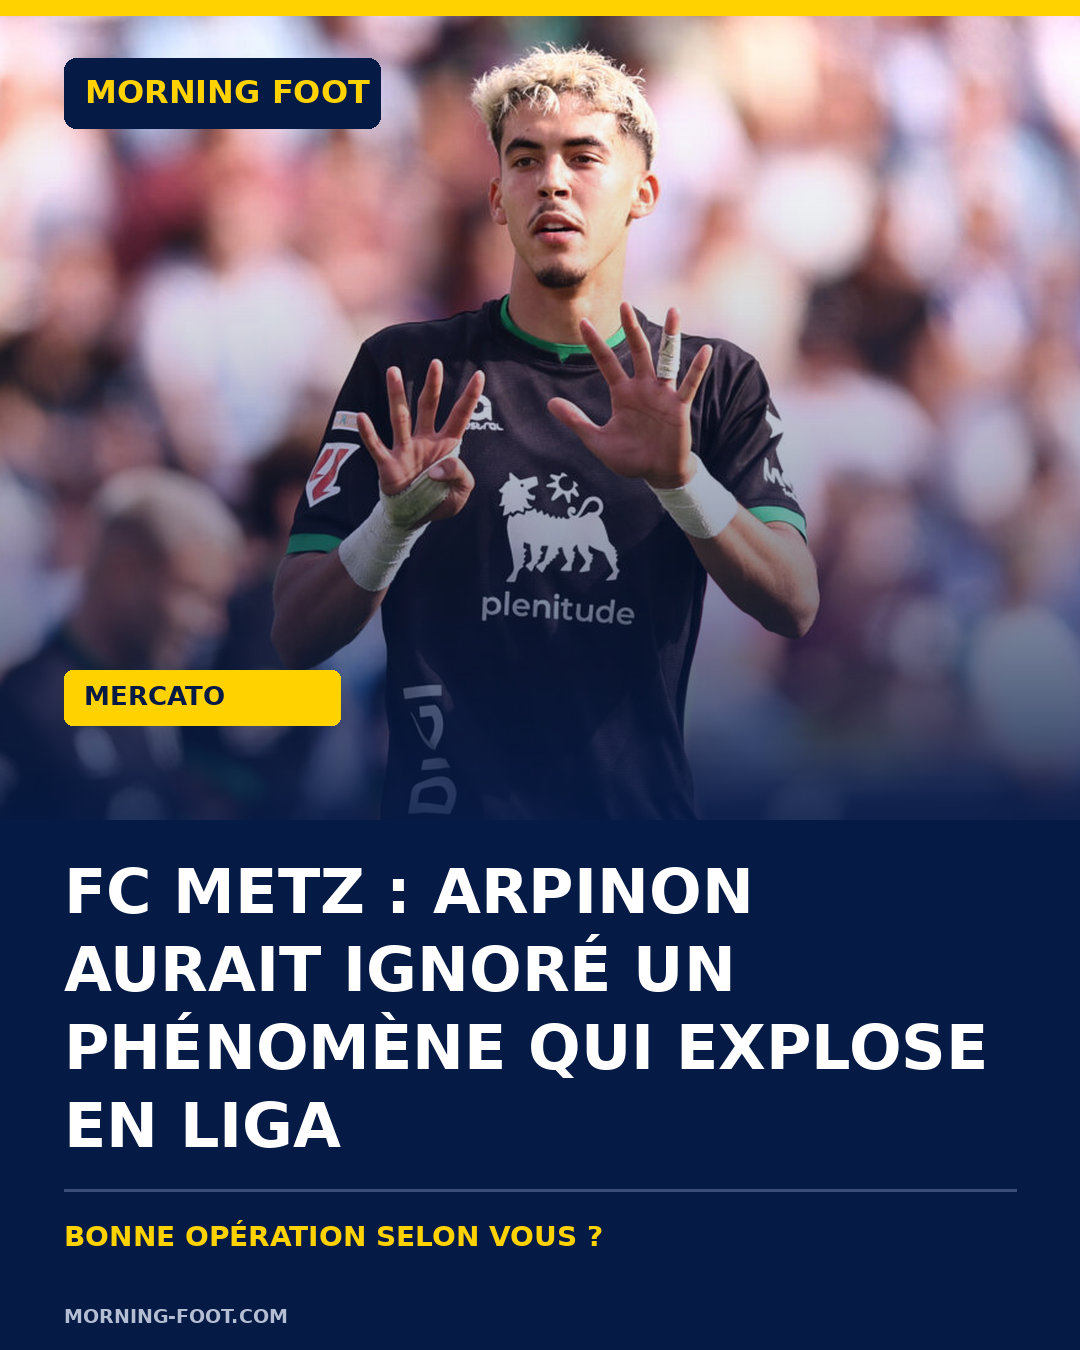 MORNING FOOT
plenitude
DIGI
MERCATO
FC METZ : ARPINON
AURAIT IGNORÉ UN
PHÉNOMÈNE QUI EXPLOSE
EN LIGA
BONNE OPÉRATION SELON VOUS ?
MORNING-FOOT.COM